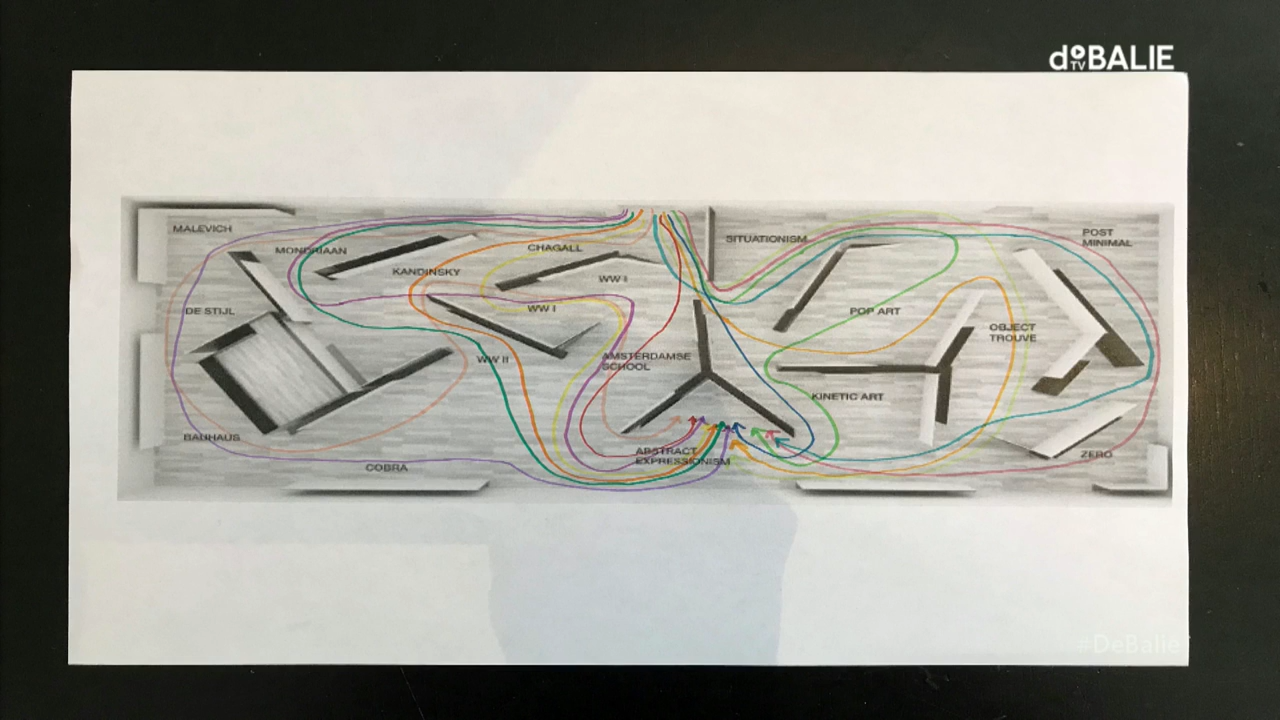 doBALIE
TV
MALEVICH
MONDRIAAN
KANDINSKY
CHAGALL
WW I
SITUATIONISM
POST
MINIMAL
DE STIJL
WW I
POP ART
OBJECT
TROUVE
WW II
AMSTERDAMSE
SCHOOL
KINETIC ART
BAUHAUS
COBRA
ABSTRACT
EXPRESSIONISM
ZERO
#DeBalie